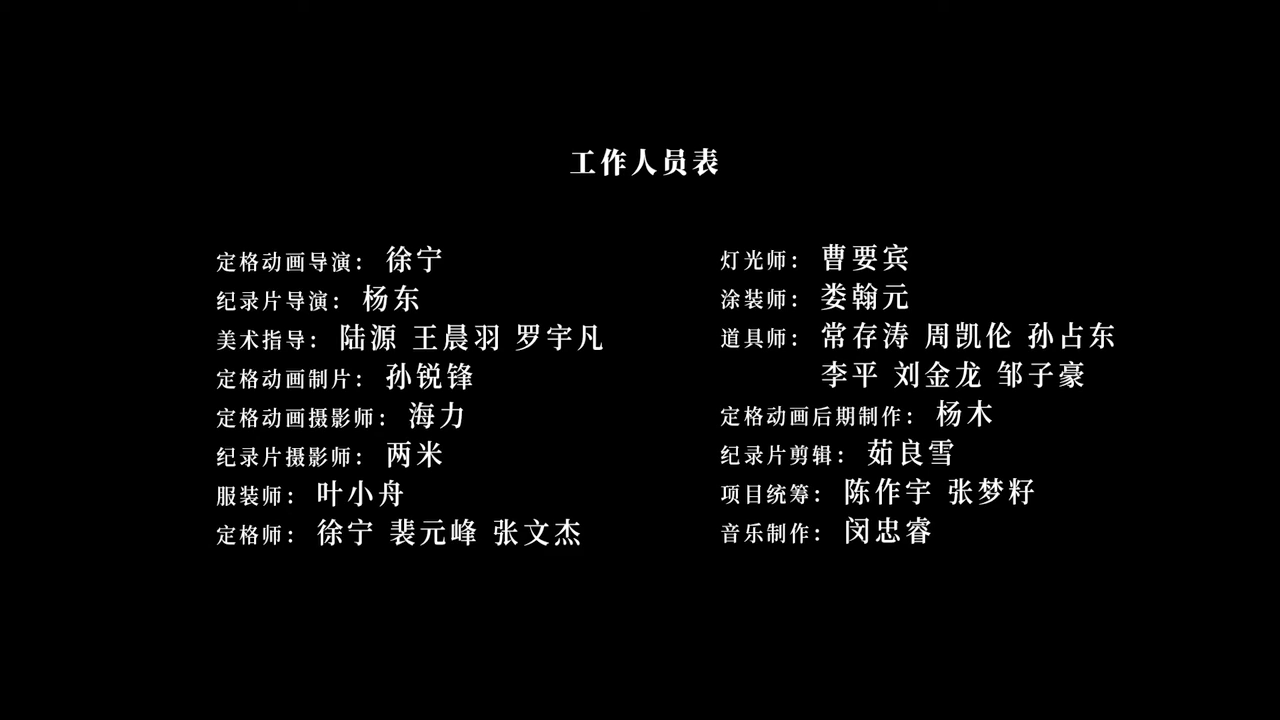 工作人员表
定格动画导演： 徐宁
纪录片导演： 杨东
美术指导： 陆源 王晨羽 罗宇凡
定格动画制片： 孙锐锋
定格动画摄影师： 海力
纪录片摄影师： 两米
服装师： 叶小舟
定格师： 徐宁 裴元峰 张文杰
灯光师： 曹要宾
涂装师： 娄翰元
道具师： 常存涛 周凯伦 孙占东
李平 刘金龙 邹子豪
定格动画后期制作： 杨木
纪录片剪辑： 茹良雪
项目统筹： 陈作宇 张梦籽
音乐制作： 闵忠睿